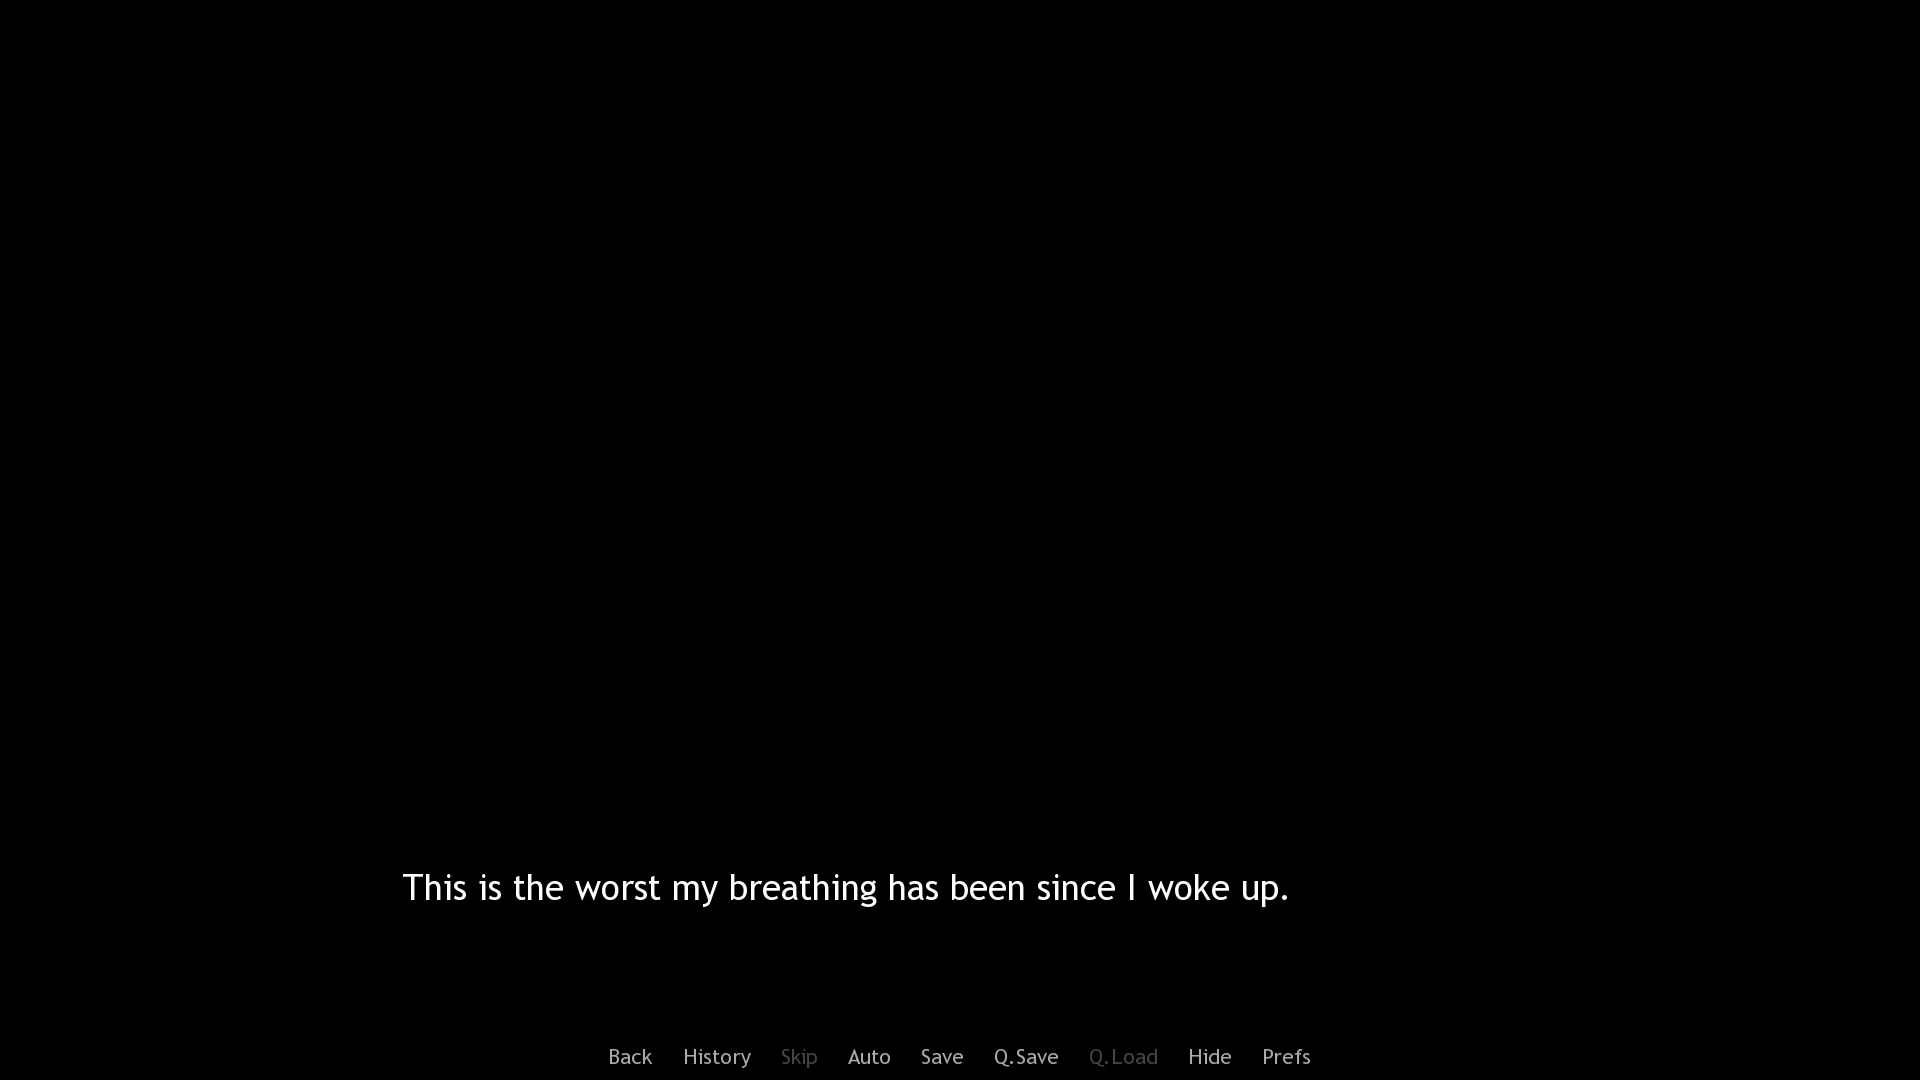 This is the worst my breathing has been since I woke up.
Back History Skip Auto Save Q.Save Q.Load Hide Prefs